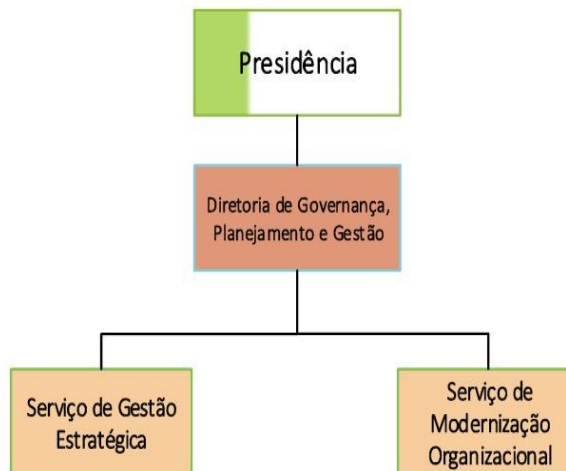 Presidência
Diretoria de Governança,
Planejamento e Gestão
Serviço de Gestão
Estratégica
Serviço de
Modernização
Organizacional